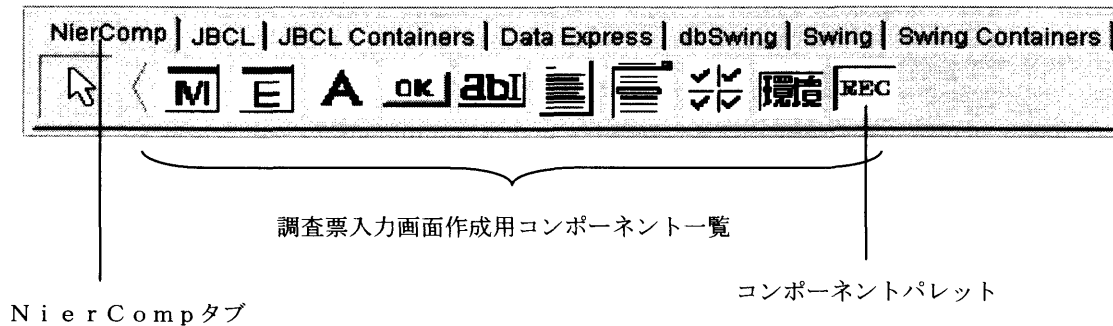 NierComp JBCL JBCL Containers Data Express dbSwing Swing Swing Containers
M E A OK abI 環境 REC
調査票入力画面作成用コンポーネント一覧
コンポーネントパレット
ＮｉｅｒＣｏｍｐタブ